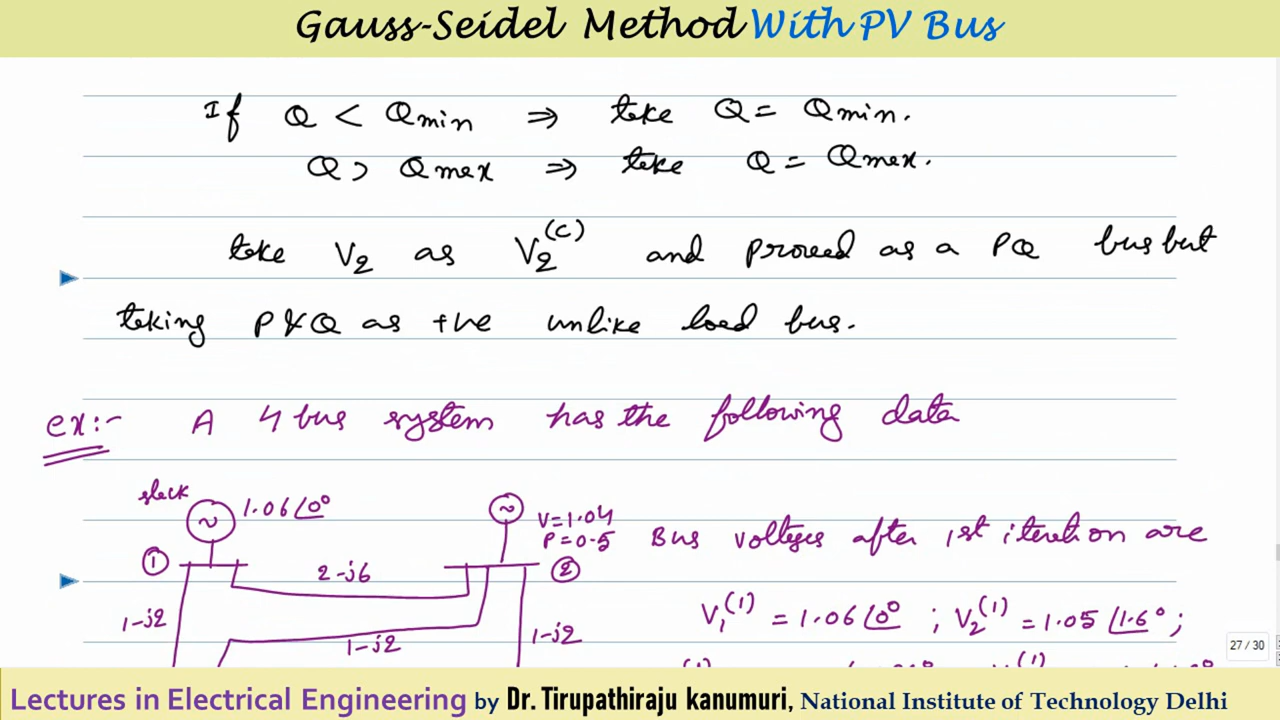 Gauss-Seidel Method With PV Bus
If Q < Qmin ⇒ take Q = Qmin.
Q > Qmax ⇒ take Q = Qmax.
take V₂ as V₂^(c) and proceed as a PQ bus but
taking P & Q as +ve unlike load bus.
ex:- A 4 bus system has the following data
slack
1.06∠0°
~
~
V=1.04
P=0.5
Bus voltages after 1st iteration are
①
2-j6
②
1-j2
1-j2
1-j2
V₁^(1) = 1.06∠0° ; V₂^(1) = 1.05∠1.6° ;
27 / 30
Lectures in Electrical Engineering by Dr. Tirupathiraju kanumuri, National Institute of Technology Delhi